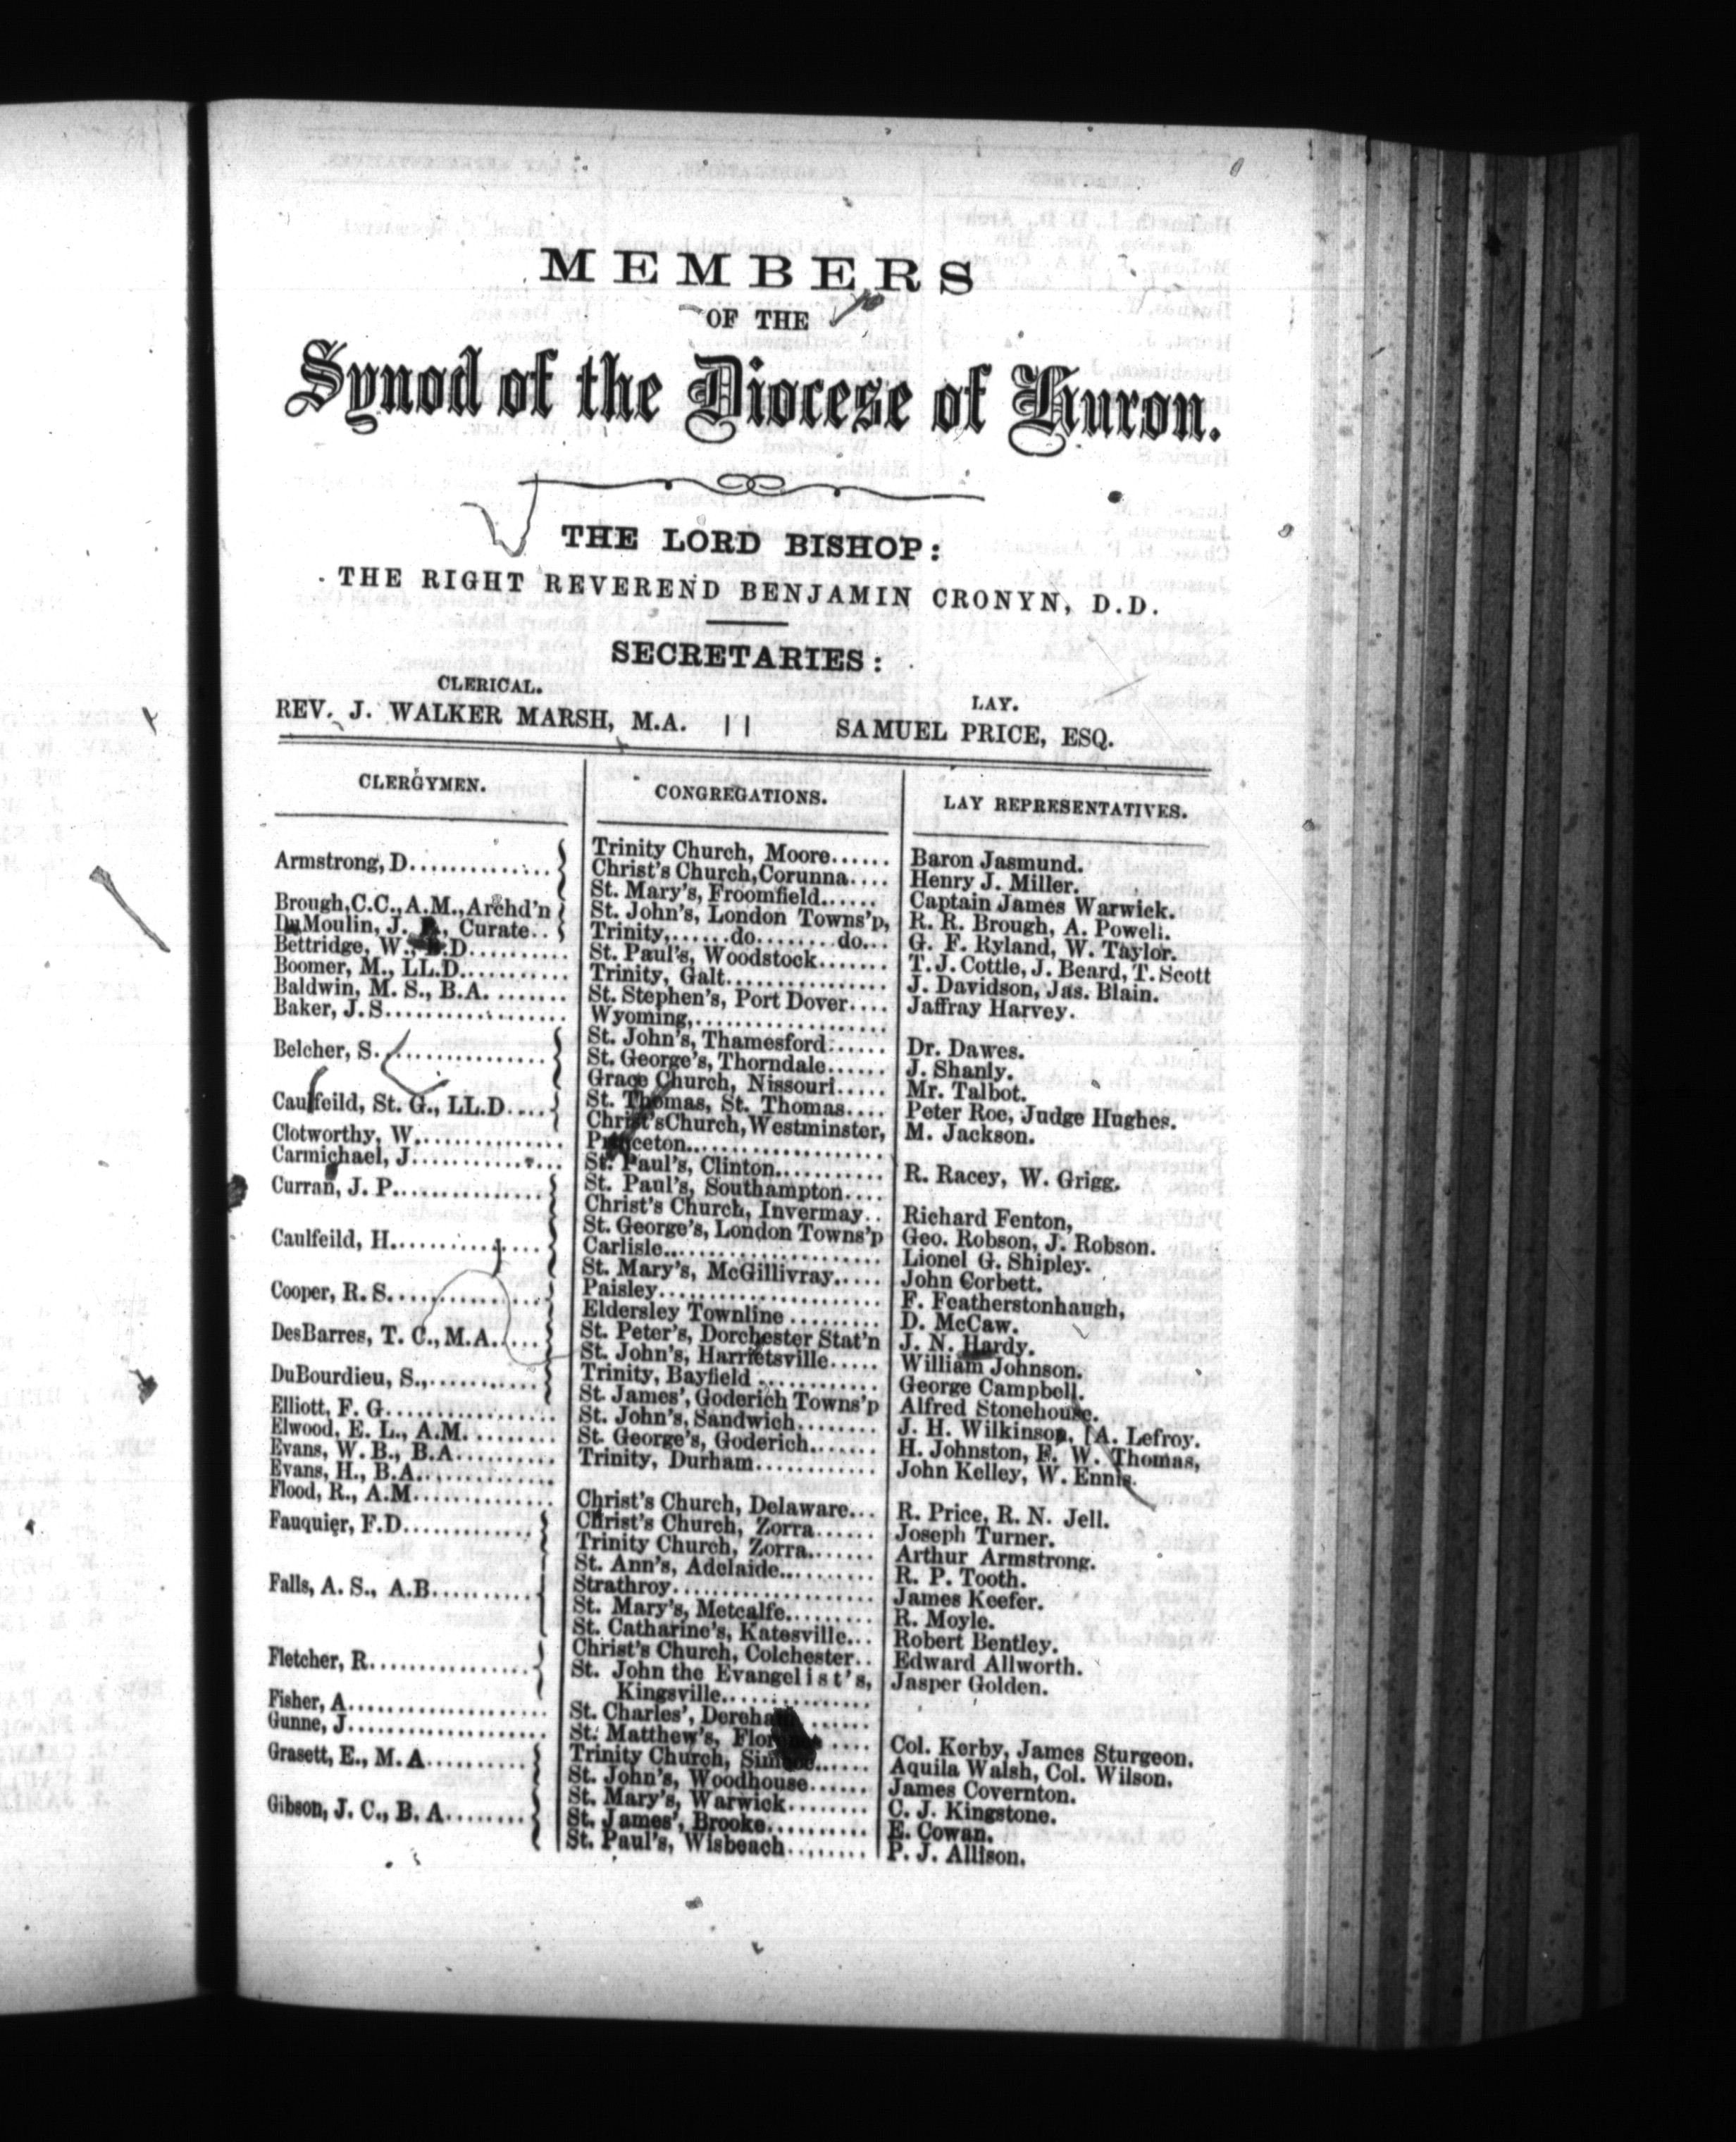 MEMBERS
OF THE
Synod of the Diocese of Huron.
THE LORD BISHOP:
THE RIGHT REVEREND BENJAMIN CRONYN, D.D.
SECRETARIES:
CLERICAL.
REV. J. WALKER MARSH, M.A. ||
LAY.
SAMUEL PRICE, ESQ.
CLERGYMEN.
Armstrong, D..............
Brough, C.C., A.M., Archd'n
DuMoulin, J. , Curate..
Bettridge, W., .D..........
Boomer, M., LL.D...........
Baldwin, M. S., B.A. .......
Baker, J. S..................
Belcher, S..................
Caulfeild, St. G., LL.D....
Clotworthy, W..............
Carmichael, J...............
Curran, J. P................
Caulfeild, H................
Cooper, R. S................
DesBarres, T. C., M.A.....
DuBourdieu, S.,...........
Elliott, F. G.................
Elwood, E. L., A.M. .........
Evans, W. B., B.A..........
Evans, H., B.A..............
Flood, R., A.M..............
Fauquier, F.D.............
Falls, A. S., A.B..........
Fletcher, R................
Fisher, A....................
Gunne, J....................
Grasett, E., M. A..........
Gibson, J. C., B. A........
CONGREGATIONS.
Trinity Church, Moore......
Christ's Church, Corunna....
St. Mary's, Froomfield......
St. John's, London Towns'p,
Trinity,......do........do...
St. Paul's, Woodstock.......
Trinity, Galt................
St. Stephen's, Port Dover....
Wyoming,...................
St. John's, Thamesford......
St. George's, Thorndale......
Grace Church, Nissouri.....
St. Thomas, St. Thomas....
Christ's Church, Westminster,
Princeton...................
St. Paul's, Clinton...........
St. Paul's, Southampton....
Christ's Church, Invermay..
St. George's, London Towns'p
Carlisle.....................
St. Mary's, McGillivray.....
Paisley......................
Eldersley Townline .........
St. Peter's, Dorchester Stat'n
St. John's, Harrietsville.....
Trinity, Bayfield ............
St. James', Goderich Towns'p
St. John's, Sandwich........
St. George's, Goderich.......
Trinity, Durham............
Christ's Church, Delaware...
Christ's Church, Zorra......
Trinity Church, Zorra.......
St. Ann's, Adelaide..........
Strathroy....................
St. Mary's, Metcalfe.........
St. Catharine's, Katesville...
Christ's Church, Colchester..
St. John the Evangelist's,
Kingsville...............
St. Charles', Dereham.......
St. Matthew's, Florence ....
Trinity Church, Simcoe......
St. John's, Woodhouse......
St. Mary's, Warwick........
St. James', Brooke..........
St. Paul's, Wisbeach........
LAY REPRESENTATIVES.
Baron Jasmund.
Henry J. Miller.
Captain James Warwick.
R. R. Brough, A. Powell.
G. F. Ryland, W. Taylor.
T. J. Cottle, J. Beard, T. Scott
J. Davidson, Jas. Blain.
Jaffray Harvey.
Dr. Dawes.
J. Shanly.
Mr. Talbot.
Peter Roe, Judge Hughes.
M. Jackson.
R. Racey, W. Grigg.
Richard Fenton,
Geo. Robson, J. Robson.
Lionel G. Shipley.
John Corbett.
F. Featherstonhaugh,
D. McCaw.
J. N. Hardy.
William Johnson.
George Campbell.
Alfred Stonehouse.
J. H. Wilkinson, [A. Lefroy.
H. Johnston, F. W. Thomas,
John Kelley, W. Ennis.
R. Price, R. N. Jell.
Joseph Turner.
Arthur Armstrong.
R. P. Tooth.
James Keefer.
R. Moyle.
Robert Bentley.
Edward Allworth.
Jasper Golden.
Col. Kerby, James Sturgeon.
Aquila Walsh, Col. Wilson.
James Covernton.
C. J. Kingstone.
E. Cowan.
P. J. Allison.